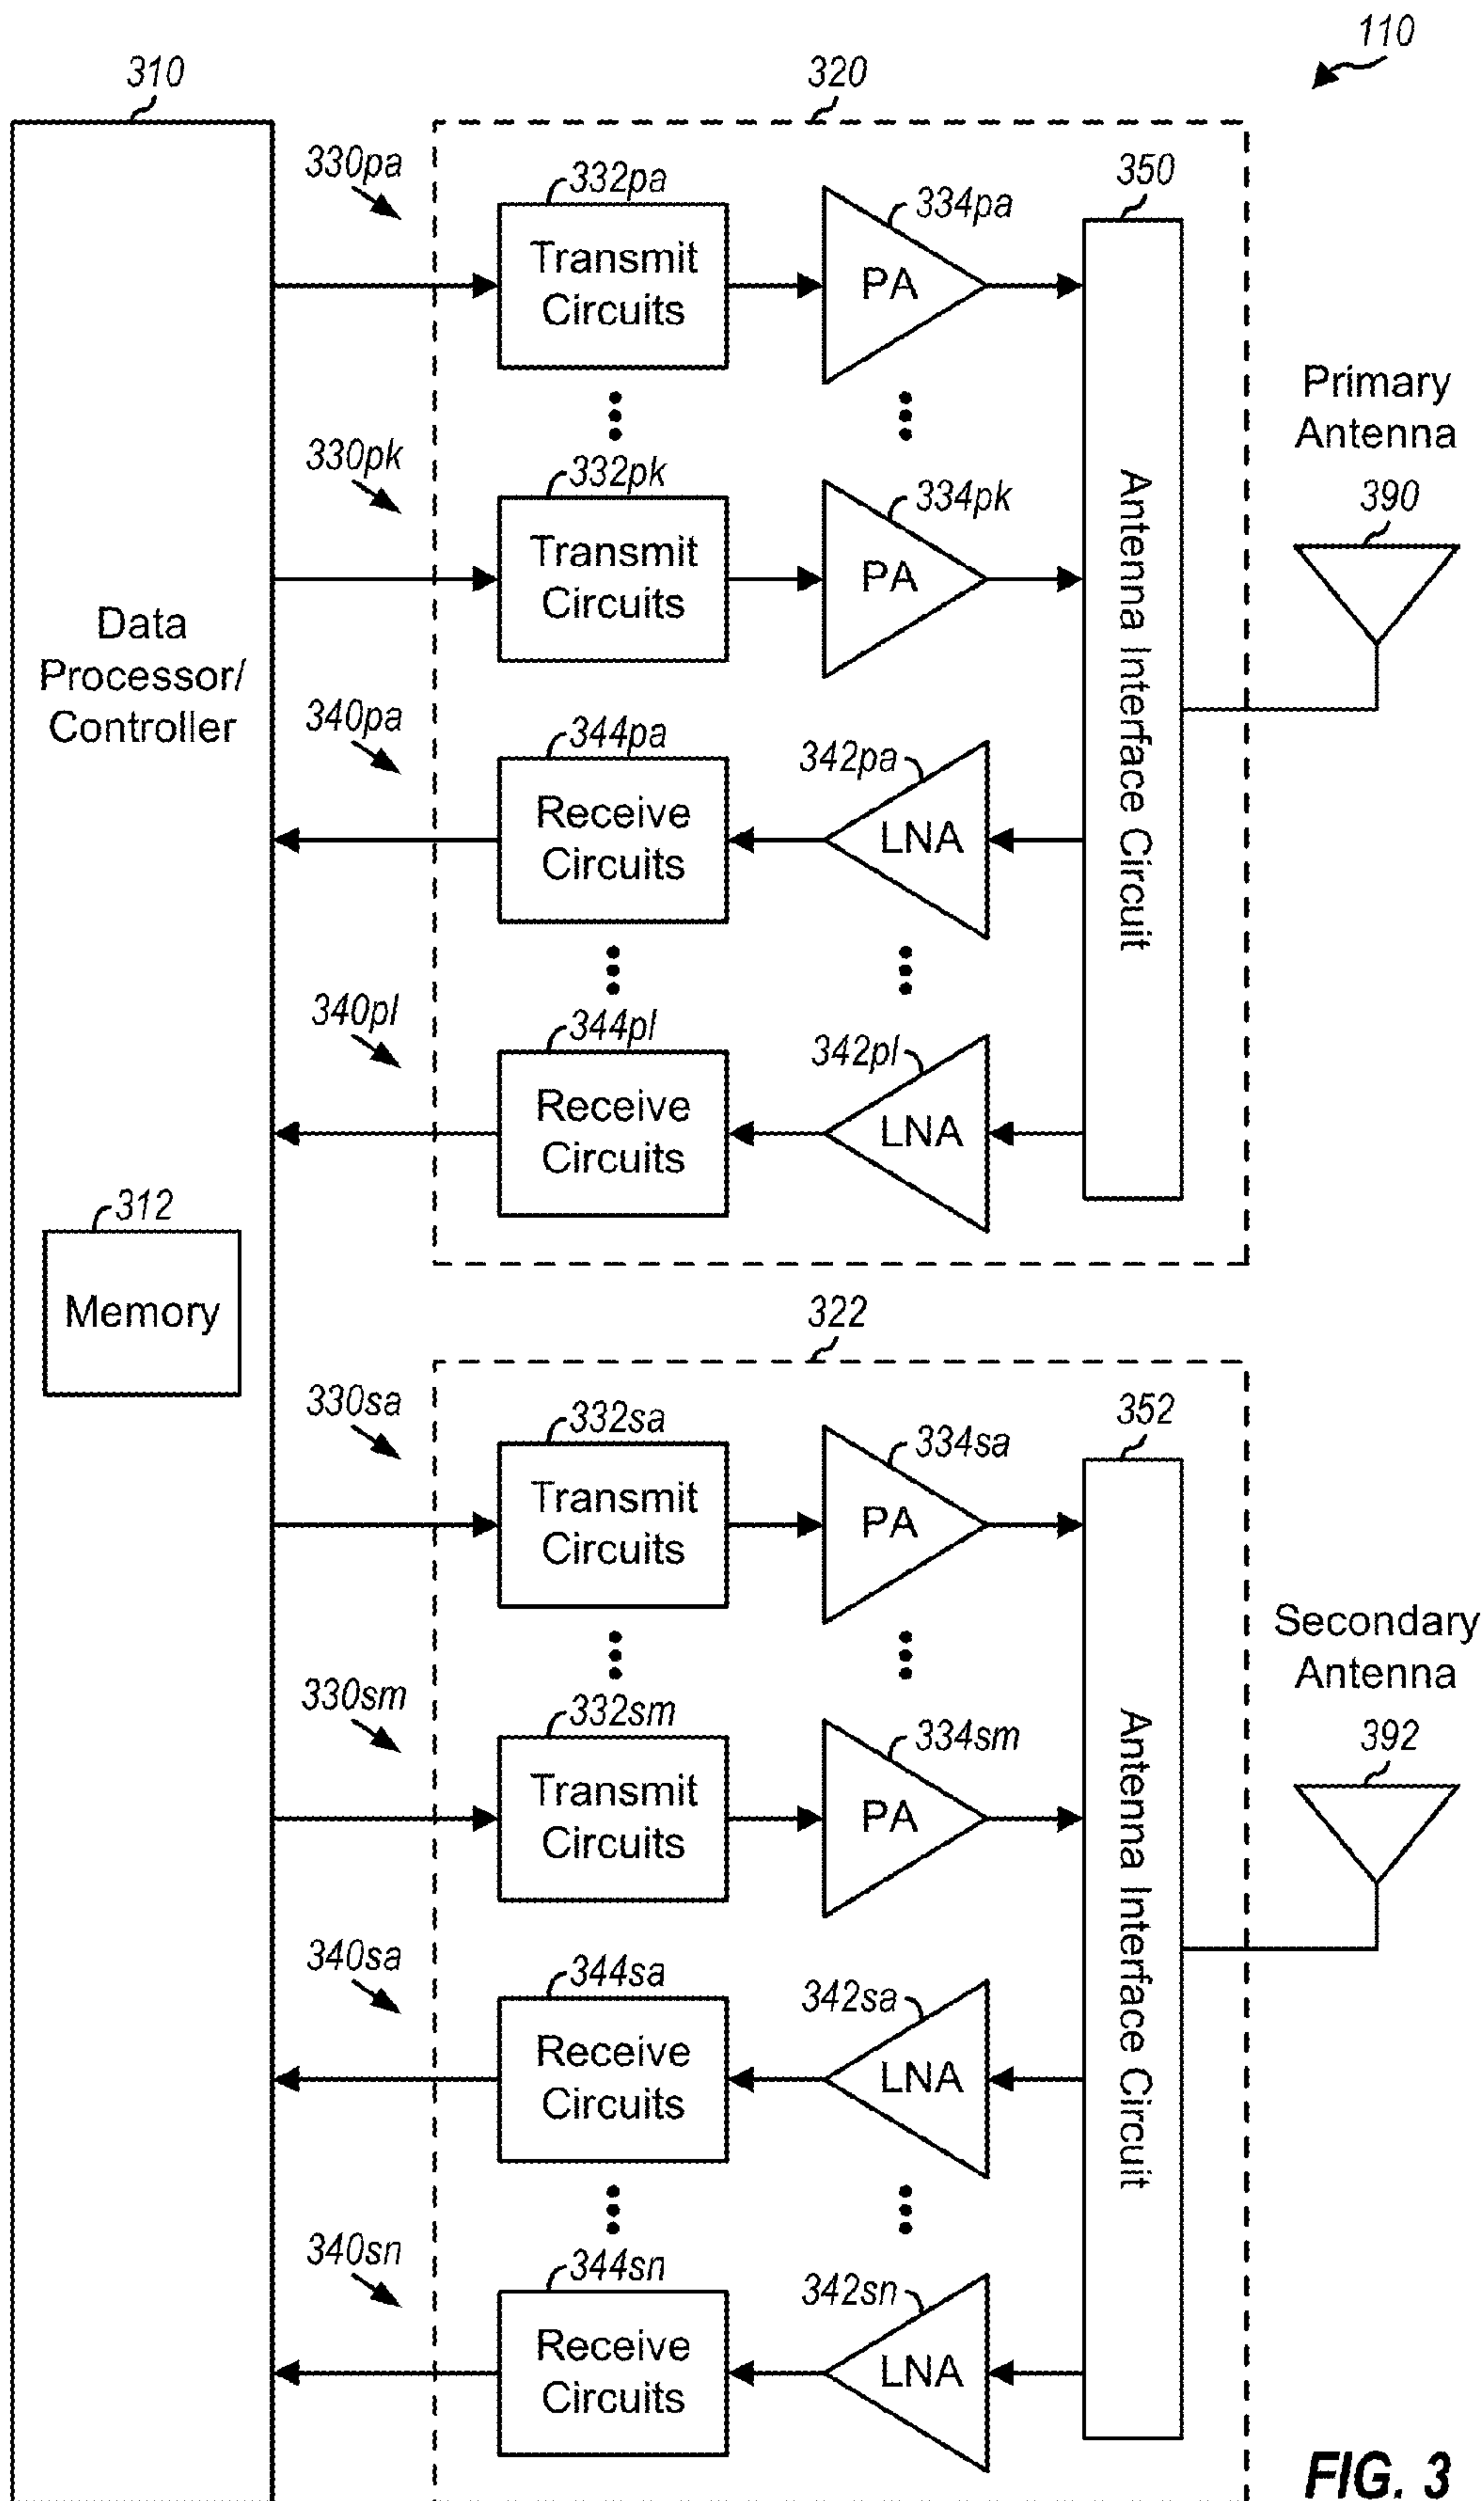 110
310
320
330pa
332pa
334pa
350
Transmit
Circuits
PA
Primary
Antenna
390
330pk
332pk
334pk
Transmit
Circuits
PA
Antenna Interface Circuit
Data
Processor/
Controller
340pa
344pa
342pa
Receive
Circuits
LNA
340pl
344pl
342pl
Receive
Circuits
LNA
312
Memory
322
330sa
332sa
334sa
352
Transmit
Circuits
PA
Secondary
Antenna
392
330sm
332sm
334sm
Transmit
Circuits
PA
Antenna Interface Circuit
340sa
344sa
342sa
Receive
Circuits
LNA
340sn
344sn
342sn
Receive
Circuits
LNA
FIG. 3